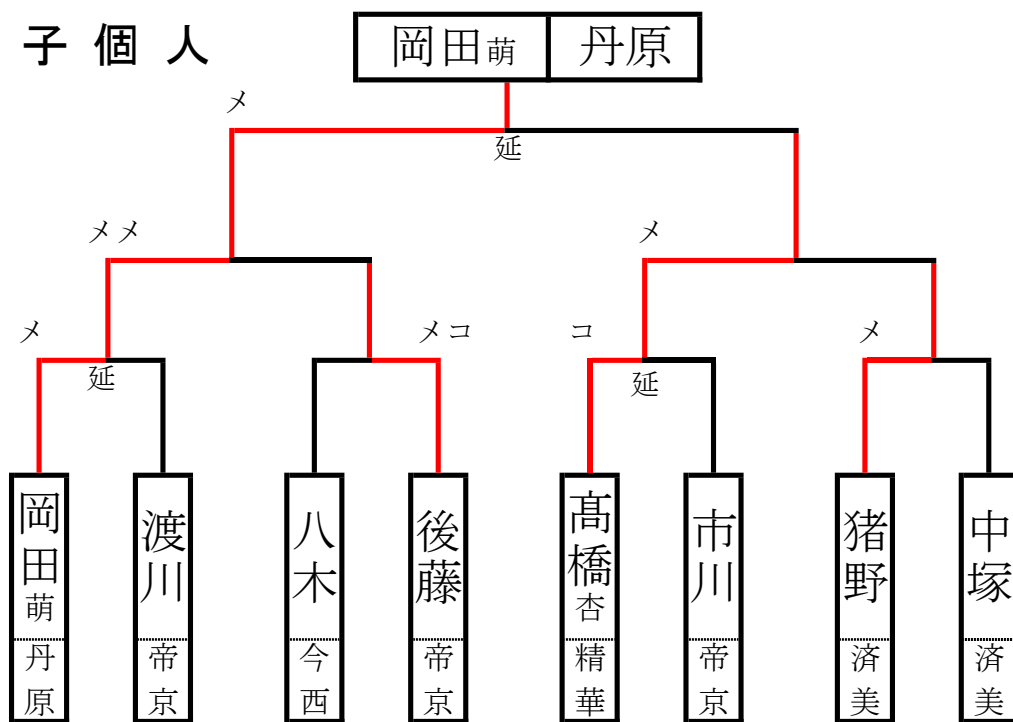 子個人
岡田萌 丹原
メ
延
メメ
メ
メ
メコ
コ
メ
延
延
岡田萌 丹原
渡川 帝京
八木 今西
後藤 帝京
髙橋杏 精華
市川 帝京
猪野 済美
中塚 済美